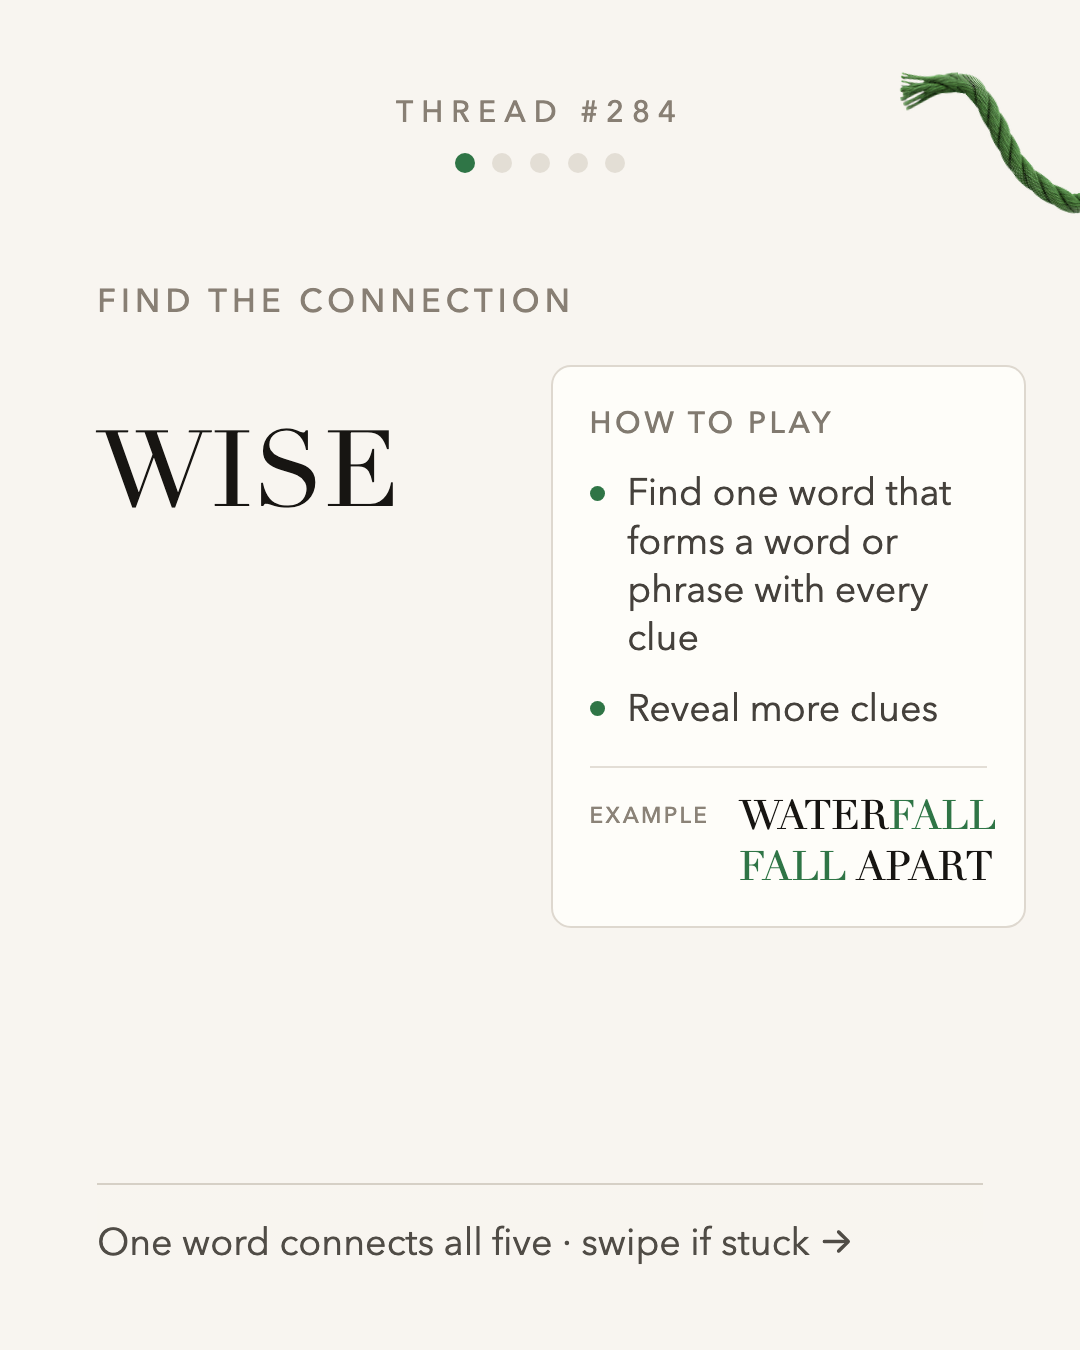 THREAD #284
FIND THE CONNECTION
WISE
HOW TO PLAY
Find one word that
forms a word or
phrase with every
clue
Reveal more clues
EXAMPLE WATERFALL
FALL APART
One word connects all five · swipe if stuck →